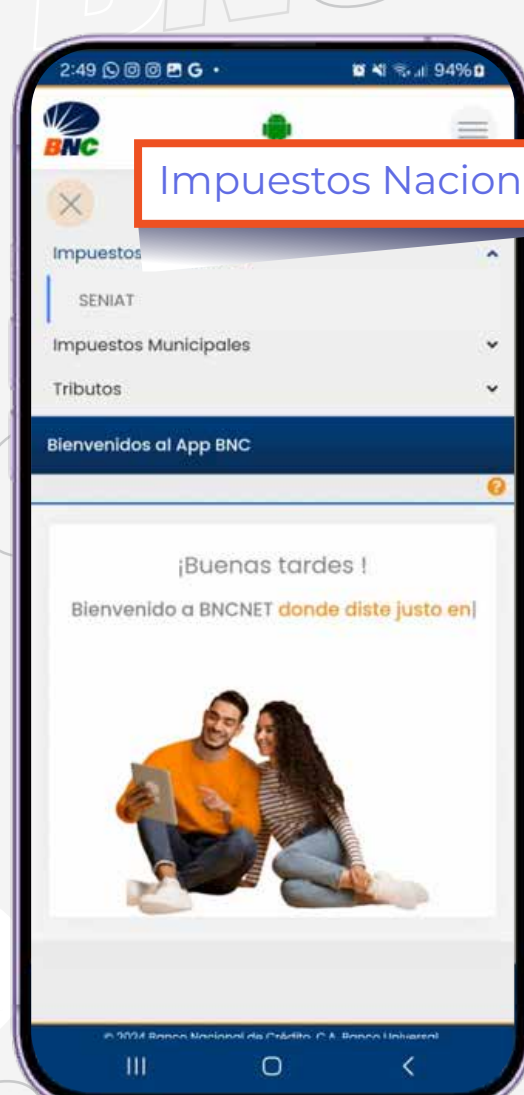 BNC
2:49
94%
BNC
Impuestos Nacion
Impuestos
SENIAT
Impuestos Municipales
Tributos
Bienvenidos al App BNC
?
¡Buenas tardes !
Bienvenido a BNCNET donde diste justo en|
© 2024 Banco Nacional de Crédito, C.A. Banco Universal